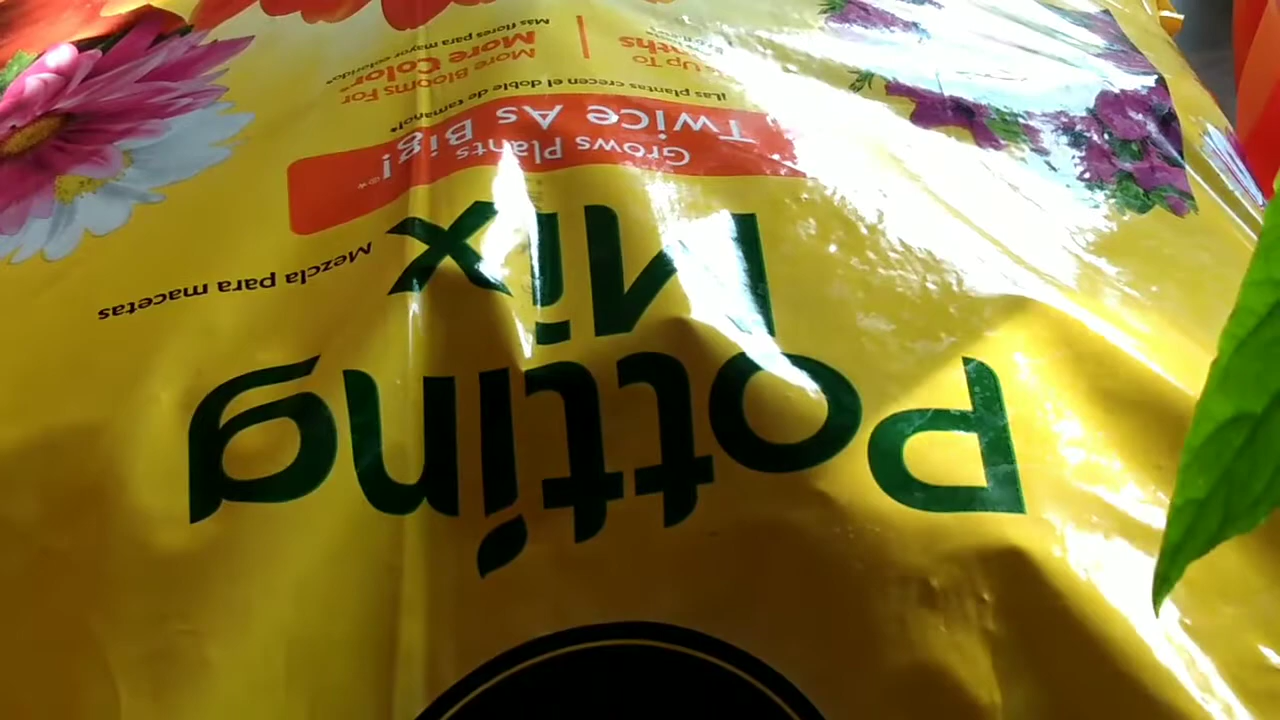 Potting
Mix
Mezcla para macetas
Grows Plants
Twice As Big!
¡Las plantas crecen el doble de tamaño!*
Up To
More Blooms For
More Color*
Más flores para mayor colorido*